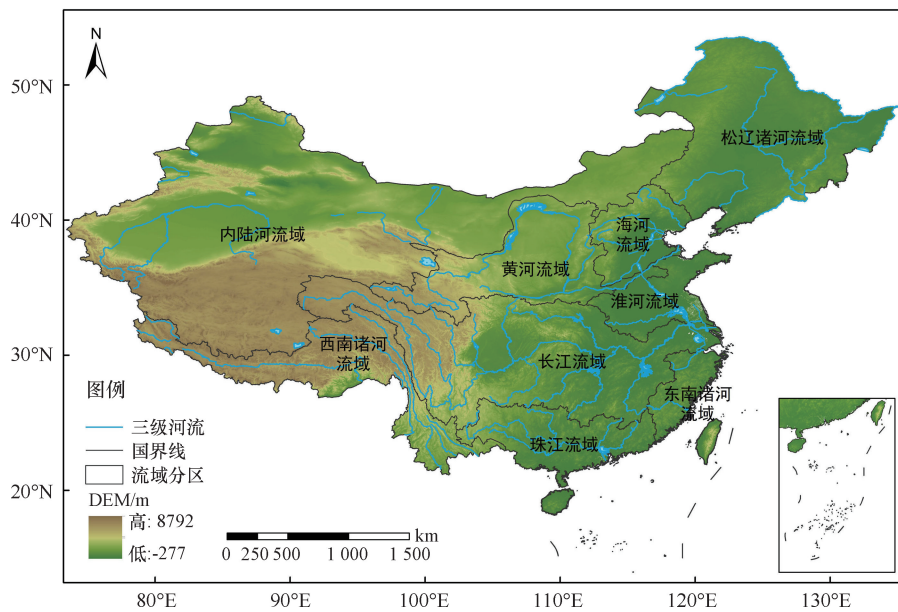 N
50°N
40°N
30°N
20°N
松辽诸河流域
海河
流域
内陆河流域
黄河流域
淮河流域
西南诸河
流域
长江流域
东南诸河
流域
珠江流域
图例
三级河流
国界线
流域分区
DEM/m
高: 8792
低:-277
km
0 250 500 1 000 1 500
80°E 90°E 100°E 110°E 120°E 130°E